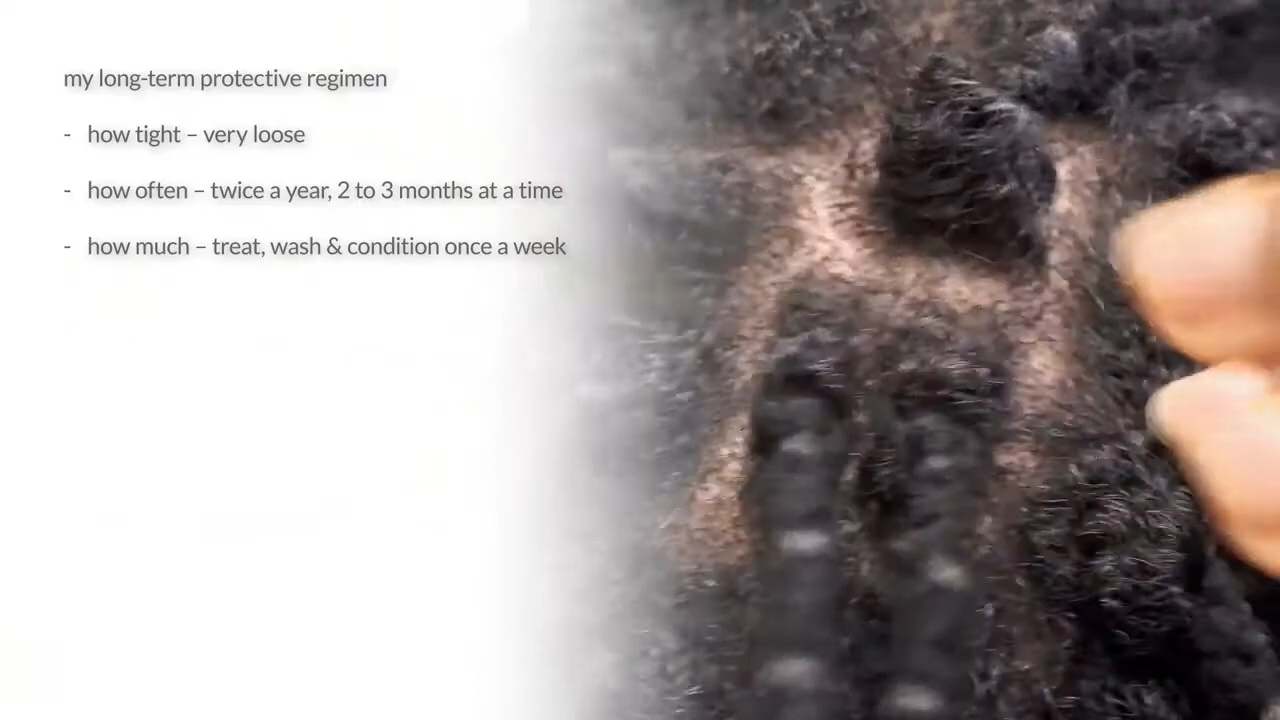 my long-term protective regimen
- how tight – very loose
- how often – twice a year, 2 to 3 months at a time
- how much – treat, wash & condition once a week